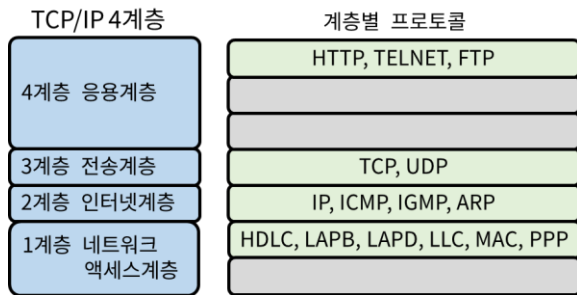 TCP/IP 4계층
계층별 프로토콜
4계층 응용계층
HTTP, TELNET, FTP
3계층 전송계층
TCP, UDP
2계층 인터넷계층
IP, ICMP, IGMP, ARP
1계층 네트워크
액세스계층
HDLC, LAPB, LAPD, LLC, MAC, PPP